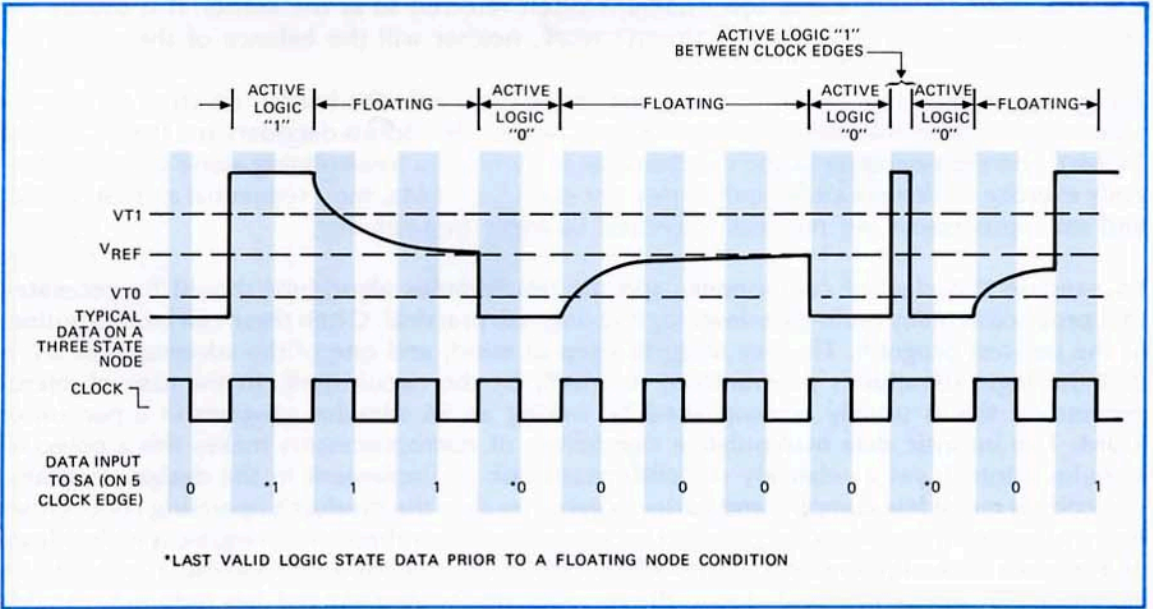 ACTIVE LOGIC "1"
BETWEEN CLOCK EDGES
ACTIVE
LOGIC
"1"
FLOATING
ACTIVE
LOGIC
"0"
FLOATING
ACTIVE
LOGIC
"0"
ACTIVE
LOGIC
"0"
FLOATING
VT1
VREF
VT0
TYPICAL
DATA ON A
THREE STATE
NODE
CLOCK
DATA INPUT
TO SA (ON 5
CLOCK EDGE)
0 *1 1 1 *0 0 0 0 0 *0 0 1
*LAST VALID LOGIC STATE DATA PRIOR TO A FLOATING NODE CONDITION